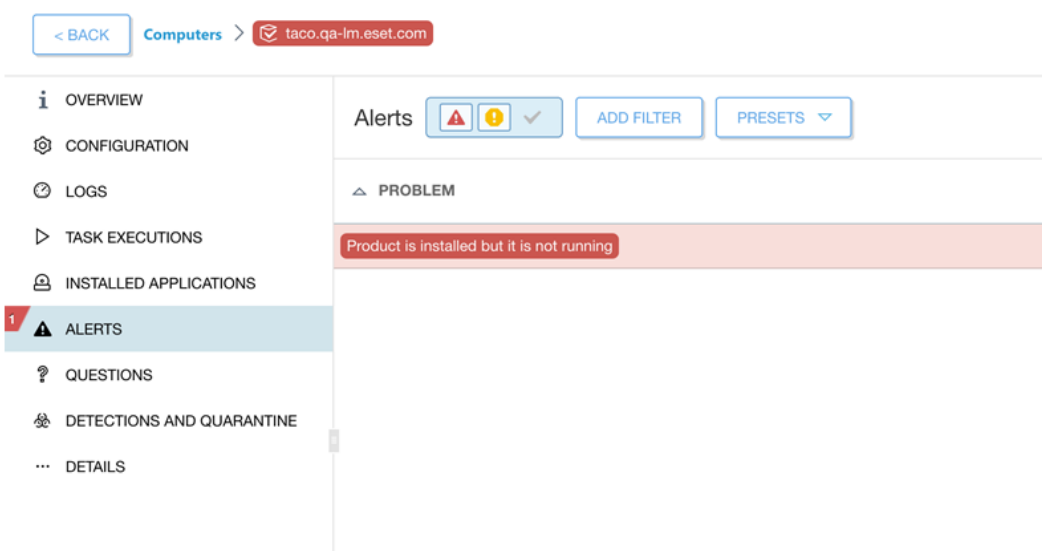 < BACK Computers > taco.qa-lm.eset.com
OVERVIEW
CONFIGURATION
LOGS
TASK EXECUTIONS
INSTALLED APPLICATIONS
1 ALERTS
QUESTIONS
DETECTIONS AND QUARANTINE
DETAILS
Alerts ADD FILTER PRESETS
PROBLEM
Product is installed but it is not running